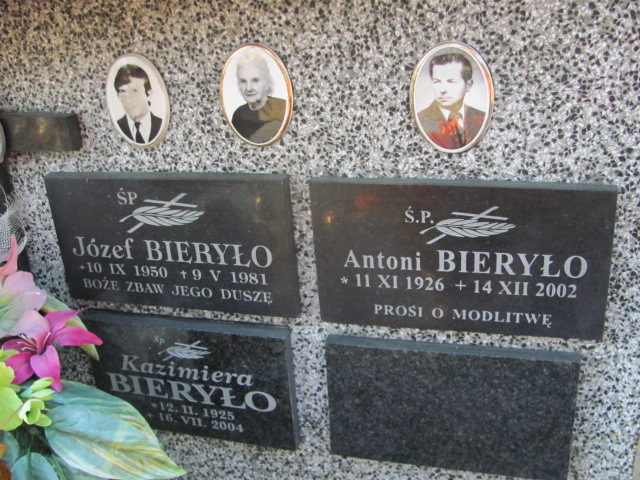 ŚP
Józef BIERYŁO
+10 IX 1950 +9 V 1981
BOŻE ZBAW JEGO DUSZĘ
Ś.P.
Antoni BIERYŁO
* 11 XI 1926 + 14 XII 2002
PROSI O MODLITWĘ
Śp.
Kazimiera
BIERYŁO
+12. II. 1925
+16. VII. 2004